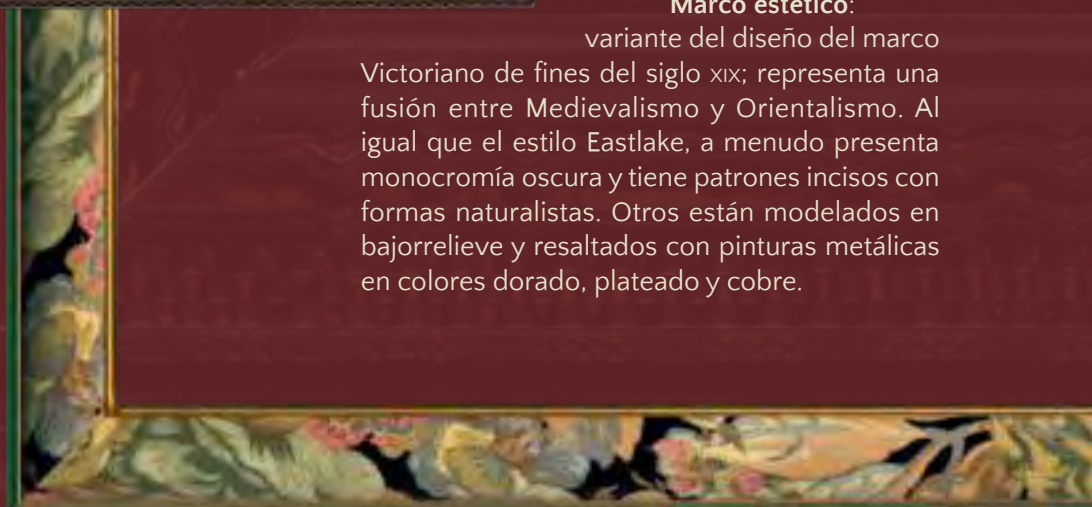 Marco estético:
variante del diseño del marco
Victoriano de fines del siglo XIX; representa una
fusión entre Medievalismo y Orientalismo. Al
igual que el estilo Eastlake, a menudo presenta
monocromía oscura y tiene patrones incisos con
formas naturalistas. Otros están modelados en
bajorrelieve y resaltados con pinturas metálicas
en colores dorado, plateado y cobre.